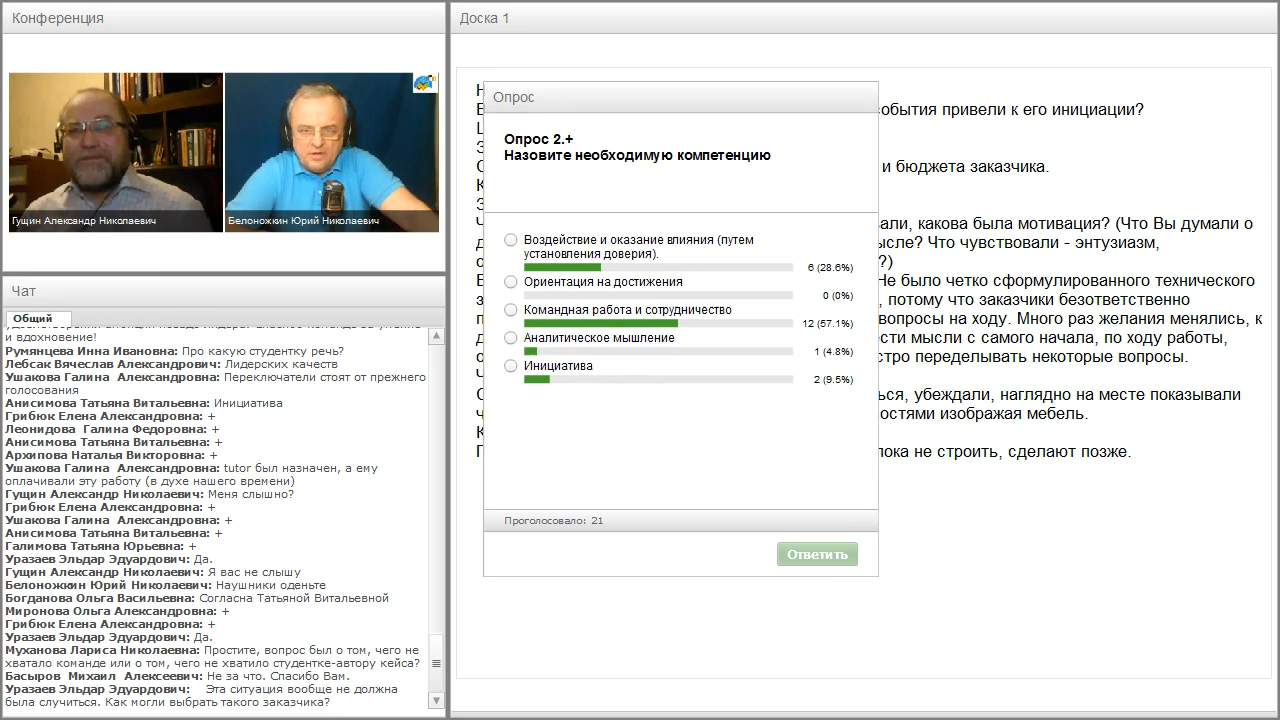 Конференция
Гущин Александр Николаевич
Белоножкин Юрий Николаевич
Чат
Общий
и вдохновение!
Румянцева Инна Ивановна: Про какую студентку речь?
Лебсак Вячеслав Александрович: Лидерских качеств
Ушакова Галина Александровна: Переключатели стоят от прежнего
голосования
Анисимова Татьяна Витальевна: Инициатива
Грибюк Елена Александровна: +
Леонидова Галина Федоровна: +
Анисимова Татьяна Витальевна: +
Архипова Наталья Викторовна: +
Ушакова Галина Александровна: tutor был назначен, а ему
оплачивали эту работу (в духе нашего времени)
Гущин Александр Николаевич: Меня слышно?
Грибюк Елена Александровна: +
Ушакова Галина Александровна: +
Анисимова Татьяна Витальевна: +
Галимова Татьяна Юрьевна: +
Уразаев Эльдар Эдуардович: Да.
Гущин Александр Николаевич: Я вас не слышу
Белоножкин Юрий Николаевич: Наушники оденьте
Богданова Ольга Васильевна: Согласна Татьяной Витальевной
Миронова Ольга Александровна: +
Грибюк Елена Александровна: +
Уразаев Эльдар Эдуардович: Да.
Муханова Лариса Николаевна: Простите, вопрос был о том, чего не
хватало команде или о том, чего не хватило студентке-автору кейса?
Басыров Михаил Алексеевич: Не за что. Спасибо Вам.
Уразаев Эльдар Эдуардович: Эта ситуация вообще не должна
была случиться. Как могли выбрать такого заказчика?
Доска 1
события привели к его инициации?
и бюджета заказчика.
вали, какова была мотивация? (Что Вы думали о
ысле? Что чувствовали - энтузиазм,
?)
Не было четко сформулированного технического
, потому что заказчики безответственно
вопросы на ходу. Много раз желания менялись, к
ести мысли с самого начала, по ходу работы,
стро переделывать некоторые вопросы.
ься, убеждали, наглядно на месте показывали
остями изображая мебель.
пока не строить, сделают позже.
Опрос
Опрос 2.+
Назовите необходимую компетенцию
Воздействие и оказание влияния (путем
установления доверия).
6 (28.6%)
Ориентация на достижения
0 (0%)
Командная работа и сотрудничество
12 (57.1%)
Аналитическое мышление
1 (4.8%)
Инициатива
2 (9.5%)
Проголосовало: 21
Ответить